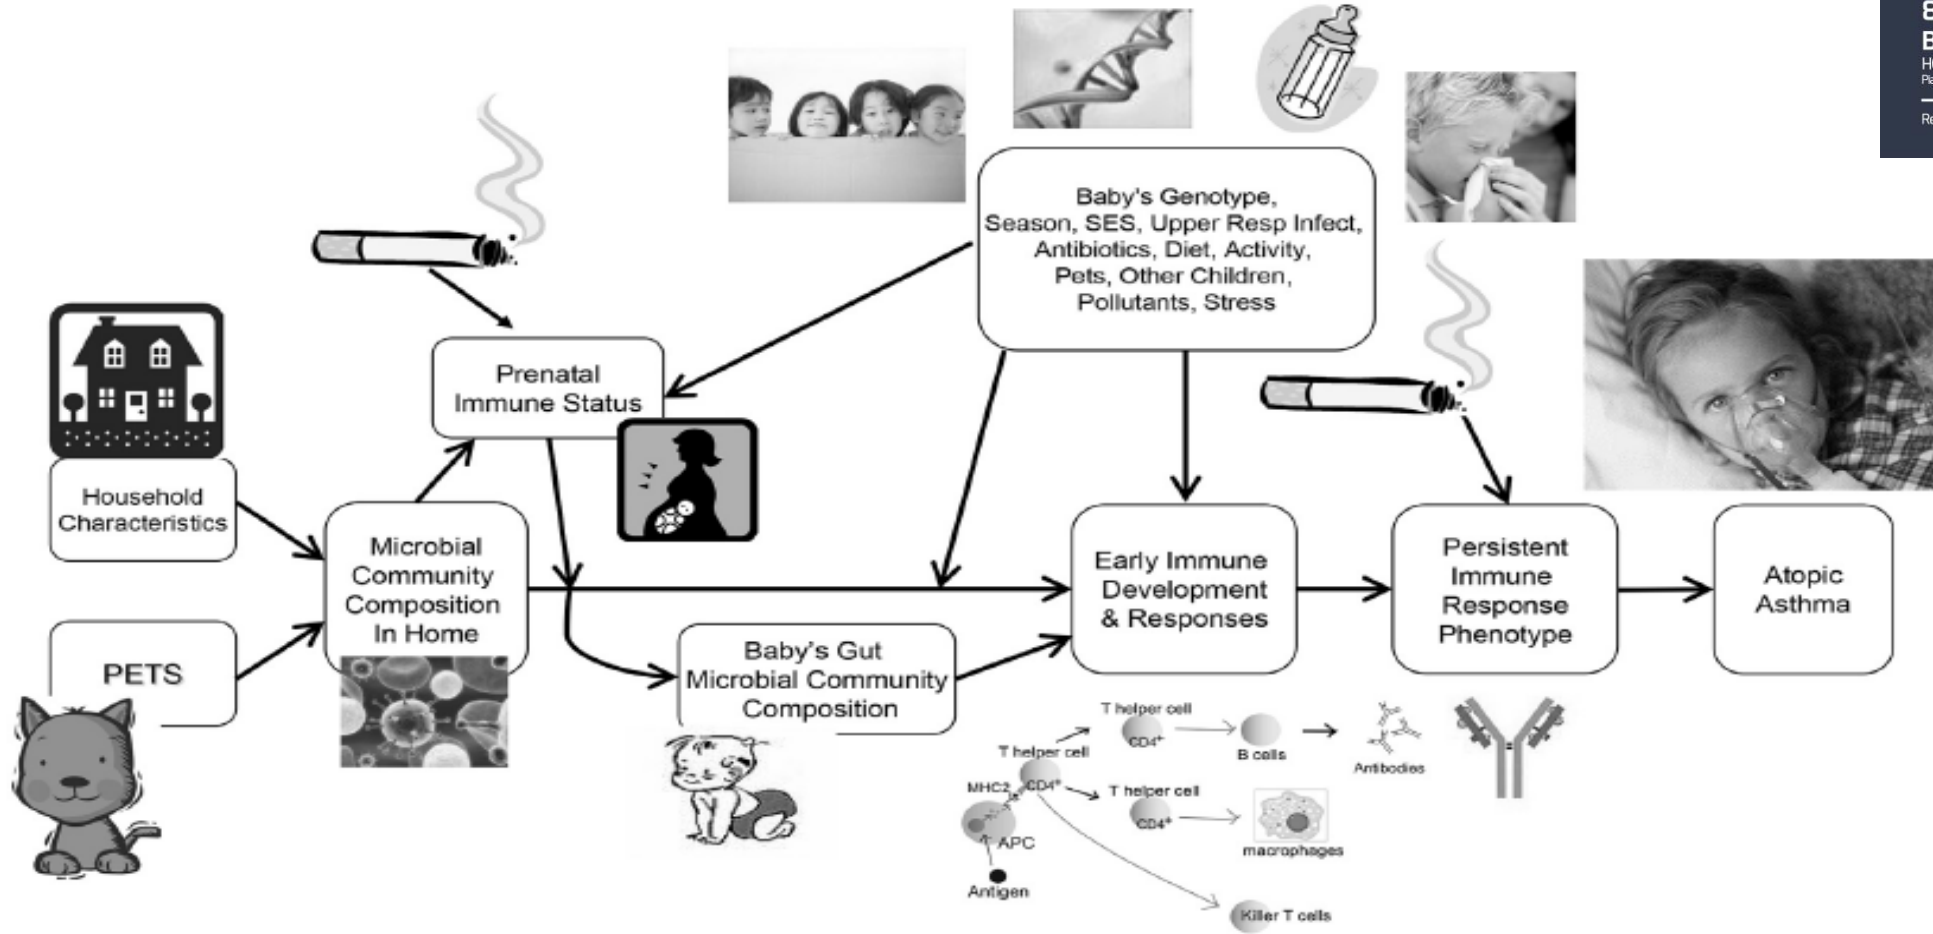 Baby's Genotype,
Season, SES, Upper Resp Infect,
Antibiotics, Diet, Activity,
Pets, Other Children,
Pollutants, Stress
Prenatal
Immune Status
Household
Characteristics
PETS
Microbial
Community
Composition
In Home
Baby's Gut
Microbial Community
Composition
Early Immune
Development
& Responses
Persistent
Immune
Response
Phenotype
Atopic
Asthma
T helper cell
CD4+
B cells
Antibodies
T helper cell
MHC2
CD4+
T helper cell
CD4+
macrophages
APC
Antigen
Killer T cells